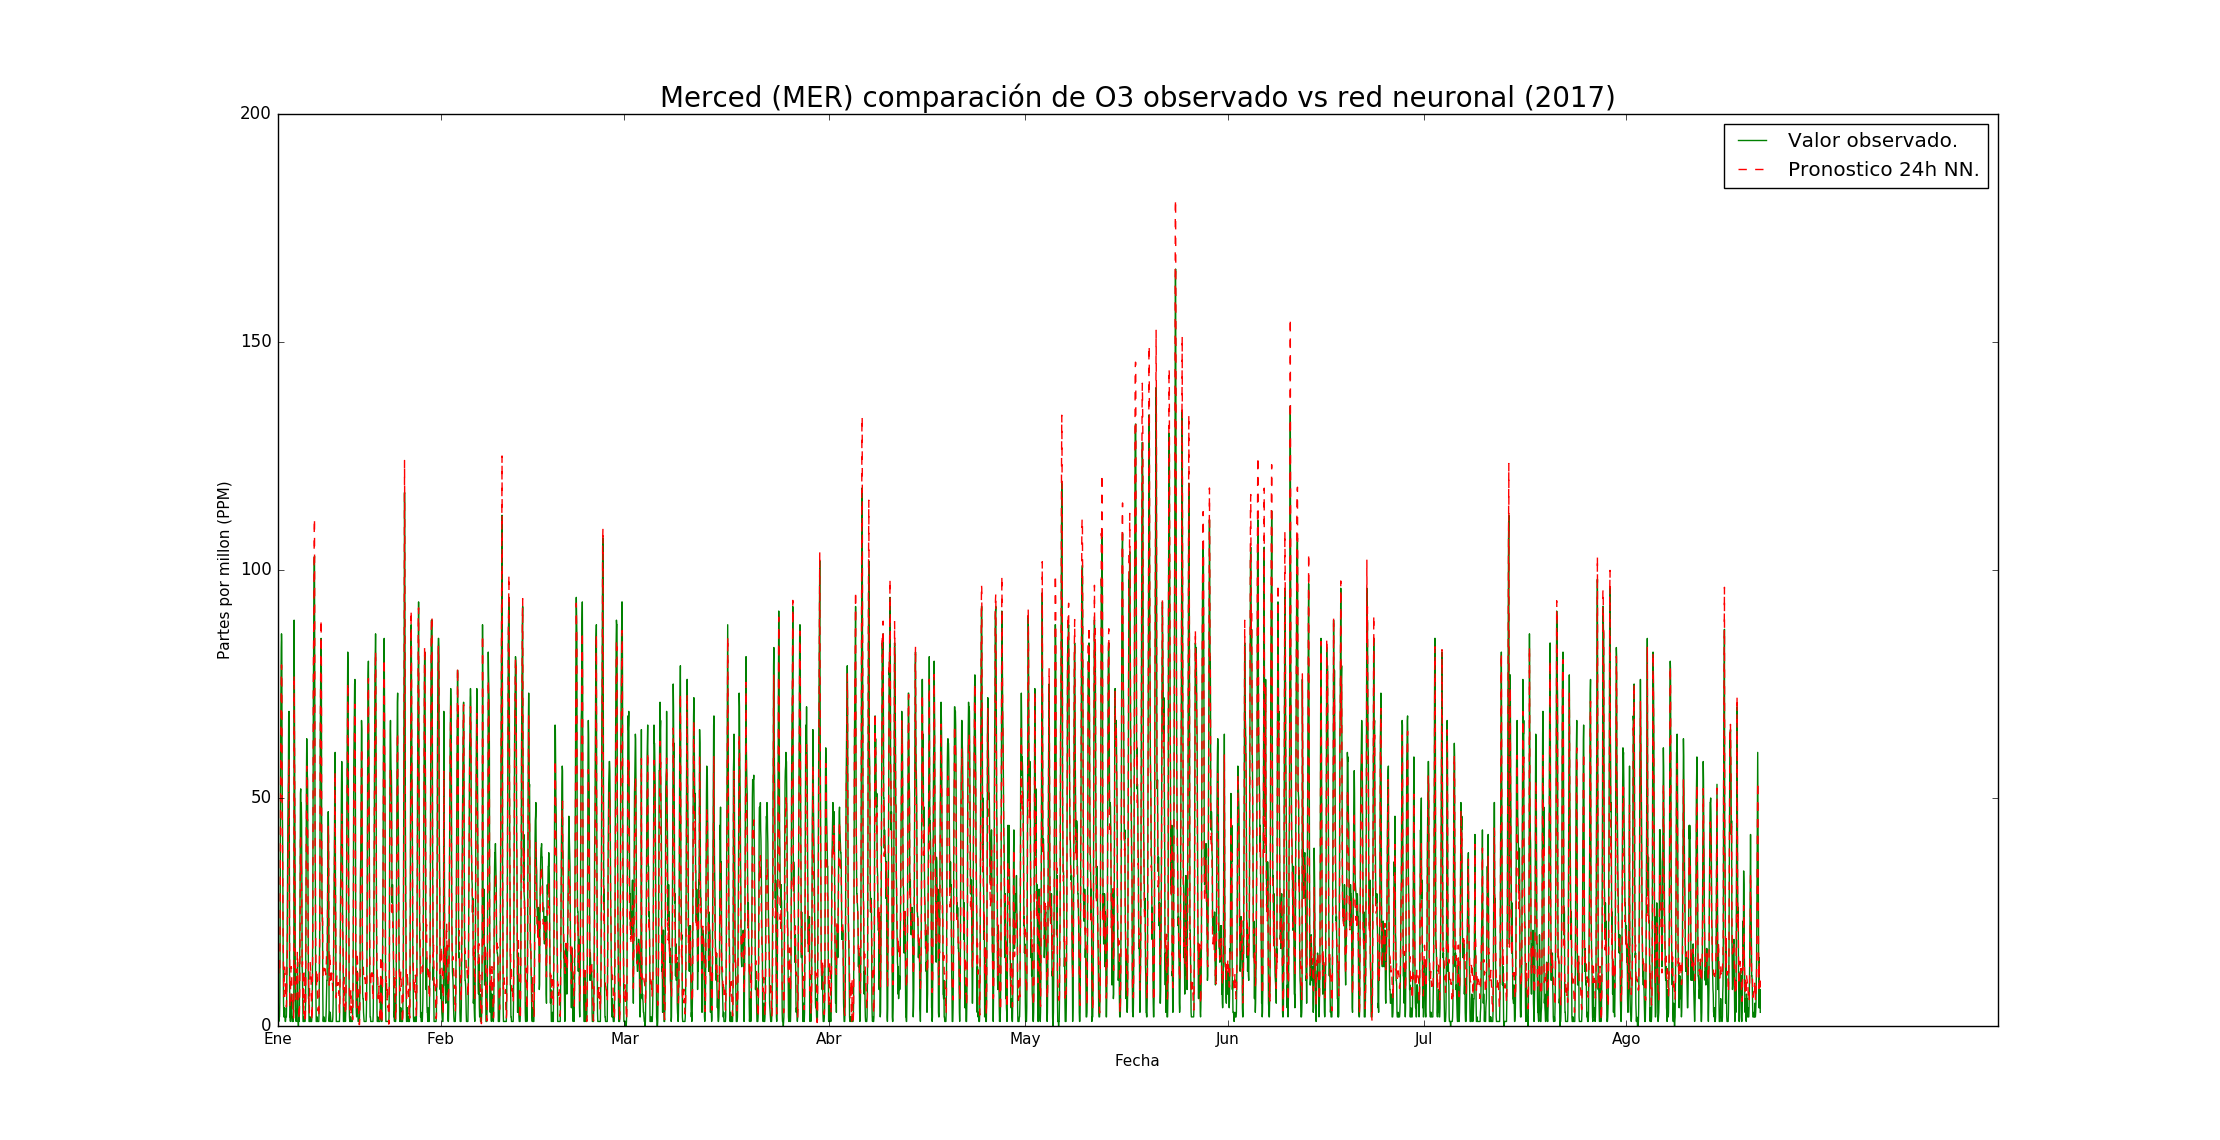 Merced (MER) comparación de O3 observado vs red neuronal (2017)
200
150
100
50
0
Partes por millon (PPM)
Valor observado.
Pronostico 24h NN.
Ene Feb Mar Abr May Jun Jul Ago
Fecha